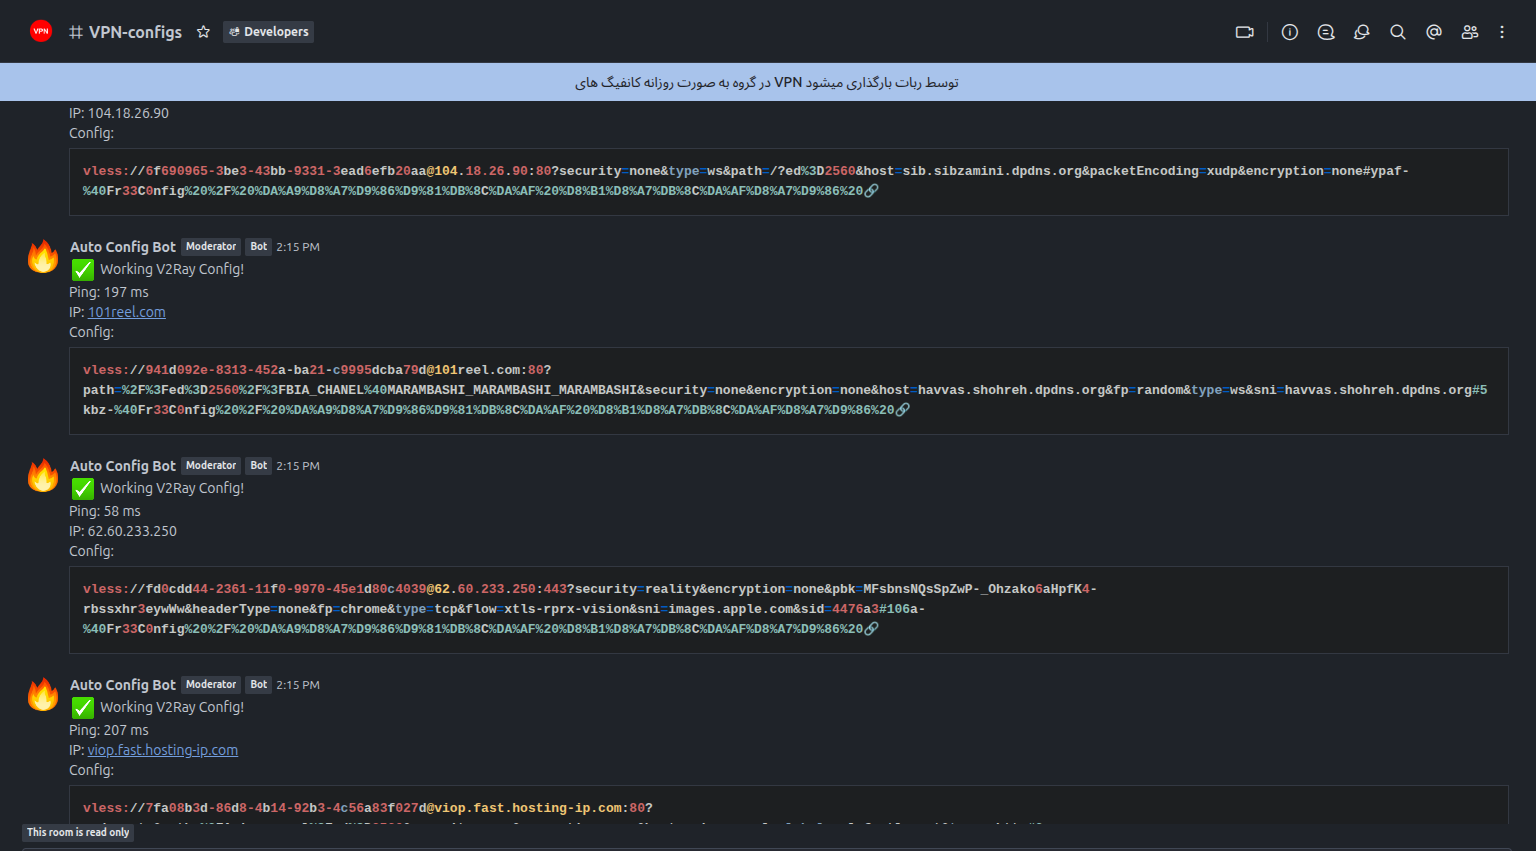 VPN
VPN-configs
Developers
توسط ربات بارگذاری میشود VPN در گروه به صورت روزانه کانفیگ های
IP: 104.18.26.90
Config:
vless://6f690965-3be3-43bb-9331-3ead6efb20aa@104.18.26.90:80?security=none&type=ws&path=/?ed%3D2560&host=sib.sibzamini.dpdns.org&packetEncoding=xudp&encryption=none#ypaf-
%40Fr33C0nfig%20%2F%20%DA%A9%D8%A7%D9%86%D9%81%DB%8C%DA%AF%20%D8%B1%D8%A7%DB%8C%DA%AF%D8%A7%D9%86%20🔗
Auto Config Bot Moderator Bot 2:15 PM
✅ Working V2Ray Config!
Ping: 197 ms
IP: 101reel.com
Config:
vless://941d092e-8313-452a-ba21-c9995dcba79d@101reel.com:80?
path=%2F%3Fed%3D2560%2F%3FBIA_CHANEL%40MARAMBASHI_MARAMBASHI_MARAMBASHI&security=none&encryption=none&host=havvas.shohreh.dpdns.org&fp=random&type=ws&sni=havvas.shohreh.dpdns.org#5
kbz-%40Fr33C0nfig%20%2F%20%DA%A9%D8%A7%D9%86%D9%81%DB%8C%DA%AF%20%D8%B1%D8%A7%DB%8C%DA%AF%D8%A7%D9%86%20🔗
Auto Config Bot Moderator Bot 2:15 PM
✅ Working V2Ray Config!
Ping: 58 ms
IP: 62.60.233.250
Config:
vless://fd0cdd44-2361-11f0-9970-45e1d80c4039@62.60.233.250:443?security=reality&encryption=none&pbk=MFsbnsNQsSpZwP-_Ohzako6aHpfK4-
rbssxhr3eywWw&headerType=none&fp=chrome&type=tcp&flow=xtls-rprx-vision&sni=images.apple.com&sid=4476a3#106a-
%40Fr33C0nfig%20%2F%20%DA%A9%D8%A7%D9%86%D9%81%DB%8C%DA%AF%20%D8%B1%D8%A7%DB%8C%DA%AF%D8%A7%D9%86%20🔗
Auto Config Bot Moderator Bot 2:15 PM
✅ Working V2Ray Config!
Ping: 207 ms
IP: viop.fast.hosting-ip.com
Config:
vless://7fa08b3d-86d8-4b14-92b3-4c56a83f027d@viop.fast.hosting-ip.com:80?
This room is read only